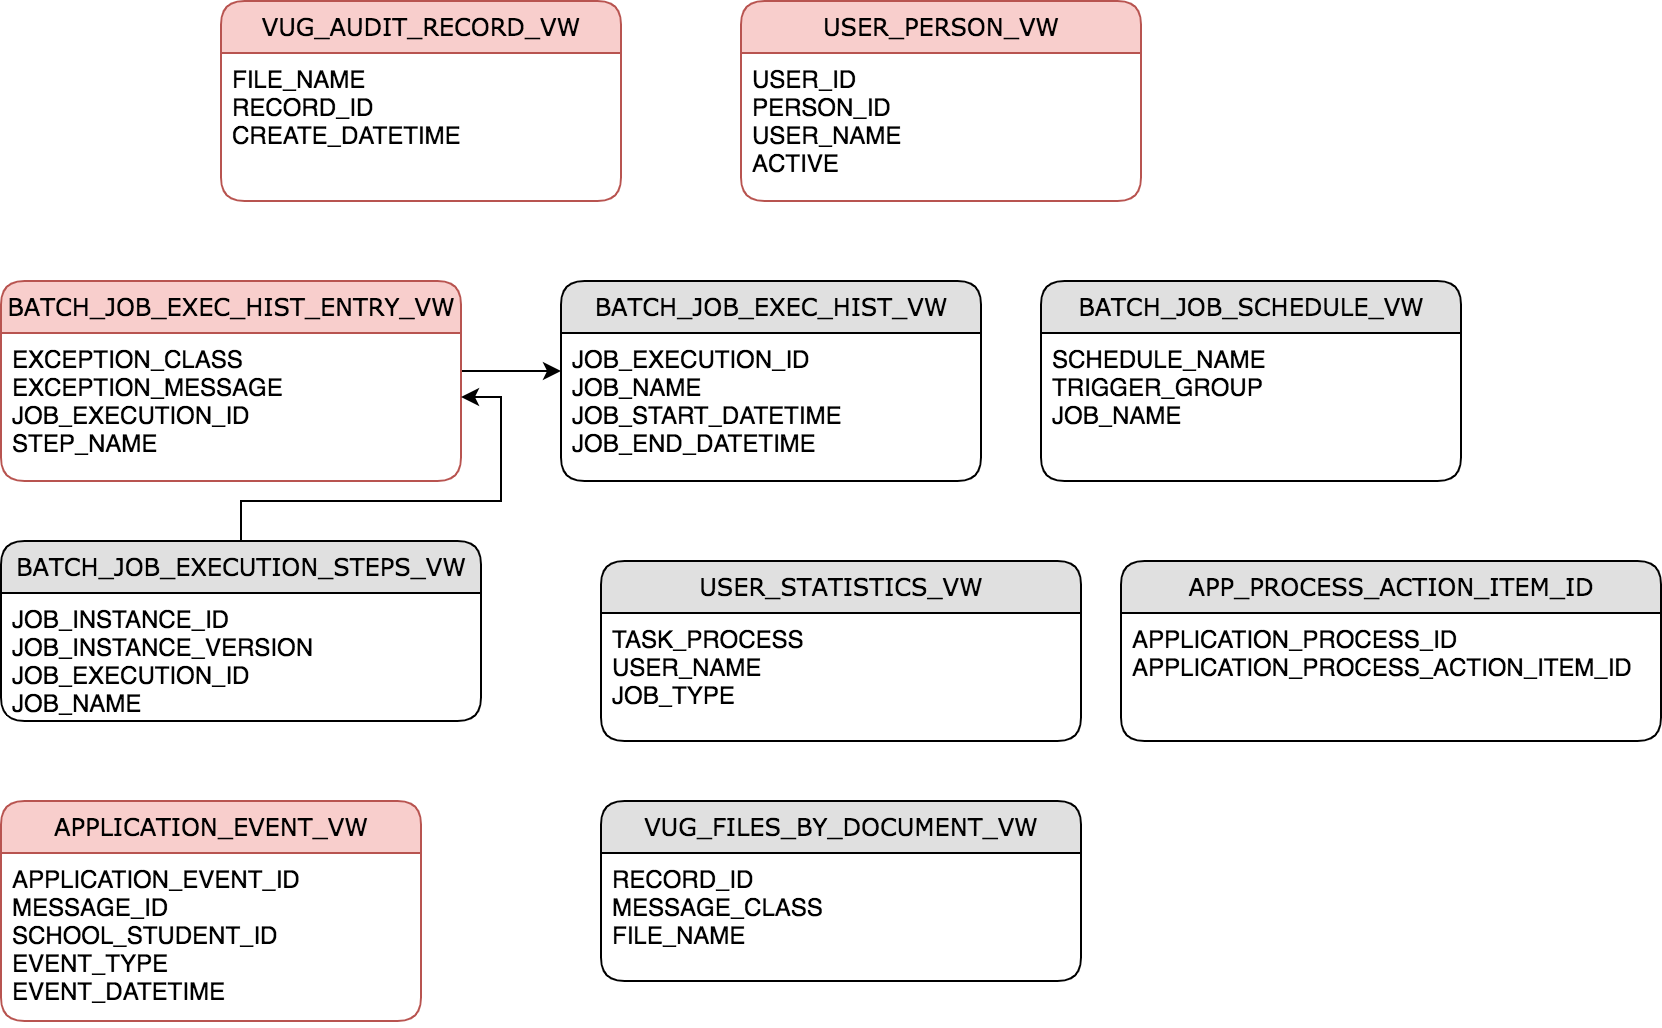 VUG_AUDIT_RECORD_VW
FILE_NAME
RECORD_ID
CREATE_DATETIME
USER_PERSON_VW
USER_ID
PERSON_ID
USER_NAME
ACTIVE
BATCH_JOB_EXEC_HIST_ENTRY_VW
EXCEPTION_CLASS
EXCEPTION_MESSAGE
JOB_EXECUTION_ID
STEP_NAME
BATCH_JOB_EXEC_HIST_VW
JOB_EXECUTION_ID
JOB_NAME
JOB_START_DATETIME
JOB_END_DATETIME
BATCH_JOB_SCHEDULE_VW
SCHEDULE_NAME
TRIGGER_GROUP
JOB_NAME
BATCH_JOB_EXECUTION_STEPS_VW
JOB_INSTANCE_ID
JOB_INSTANCE_VERSION
JOB_EXECUTION_ID
JOB_NAME
USER_STATISTICS_VW
TASK_PROCESS
USER_NAME
JOB_TYPE
APP_PROCESS_ACTION_ITEM_ID
APPLICATION_PROCESS_ID
APPLICATION_PROCESS_ACTION_ITEM_ID
APPLICATION_EVENT_VW
APPLICATION_EVENT_ID
MESSAGE_ID
SCHOOL_STUDENT_ID
EVENT_TYPE
EVENT_DATETIME
VUG_FILES_BY_DOCUMENT_VW
RECORD_ID
MESSAGE_CLASS
FILE_NAME